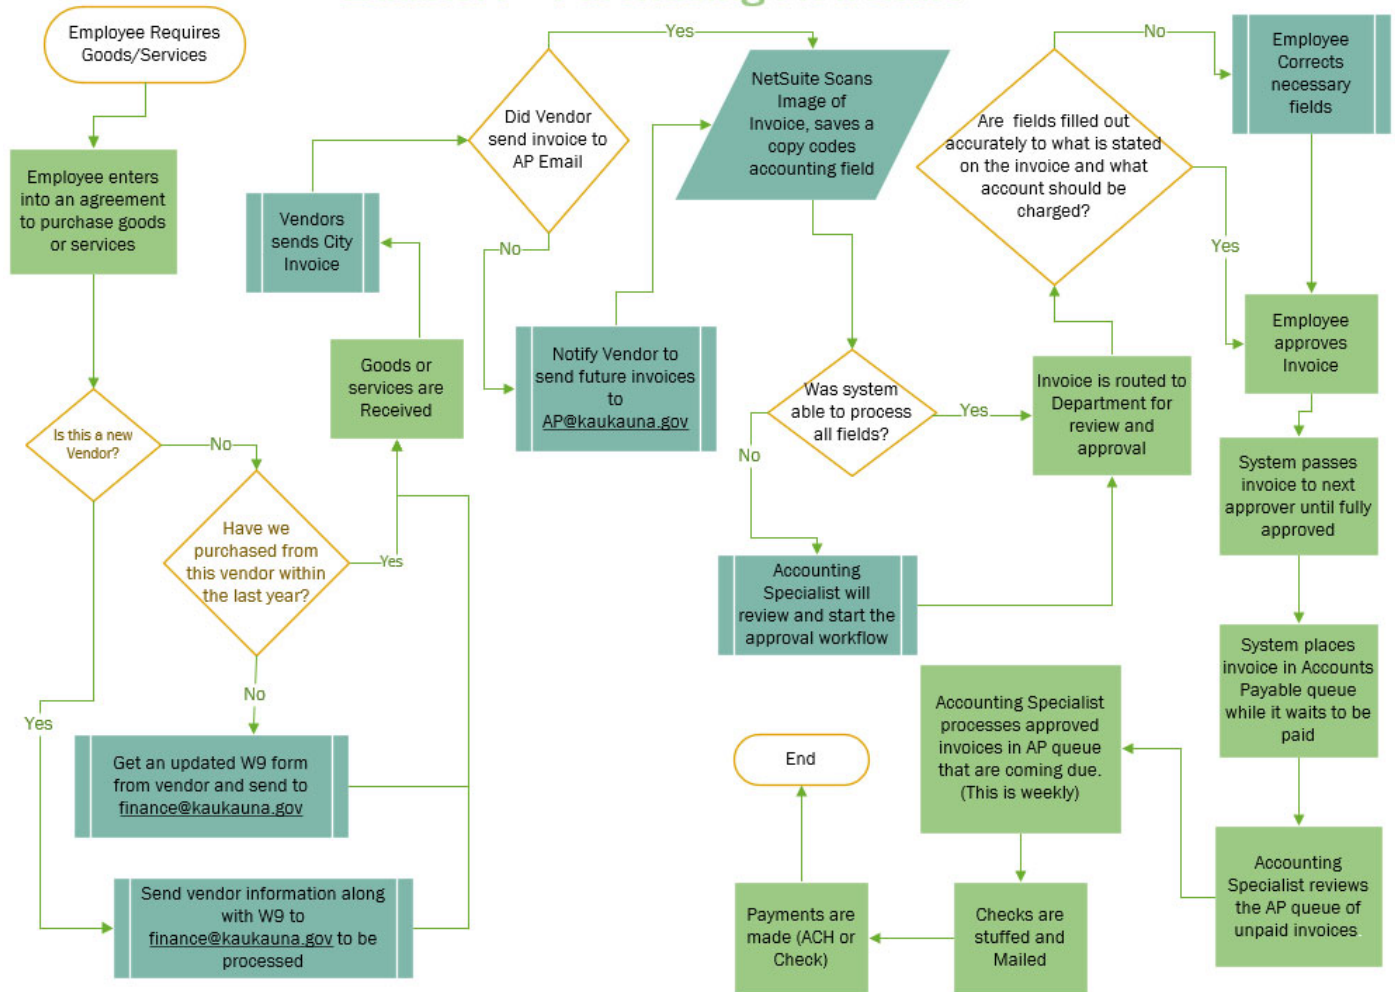 Employee Requires
Goods/Services
Employee enters
into an agreement
to purchase goods
or services
Is this a new
Vendor?
No
Yes
Have we
purchased from
this vendor within
the last year?
Yes
No
Get an updated W9 form
from vendor and send to
finance@kaukauna.gov
Send vendor information along
with W9 to
finance@kaukauna.gov to be
processed
Goods or
services are
Received
Vendors
sends City
Invoice
Did Vendor
send invoice to
AP Email
Yes
No
Notify Vendor to
send future invoices
to
AP@kaukauna.gov
NetSuite Scans
Image of
Invoice, saves a
copy codes
accounting field
Was system
able to process
all fields?
Yes
No
Accounting
Specialist will
review and start the
approval workflow
Invoice is routed to
Department for
review and
approval
Are fields filled out
accurately to what is stated
on the invoice and what
account should be
charged?
No
Yes
Employee
Corrects
necessary
fields
Employee
approves
Invoice
System passes
invoice to next
approver until fully
approved
System places
invoice in Accounts
Payable queue
while it waits to be
paid
Accounting
Specialist reviews
the AP queue of
unpaid invoices.
Accounting Specialist
processes approved
invoices in AP queue
that are coming due.
(This is weekly)
Checks are
stuffed and
Mailed
Payments are
made (ACH or
Check)
End